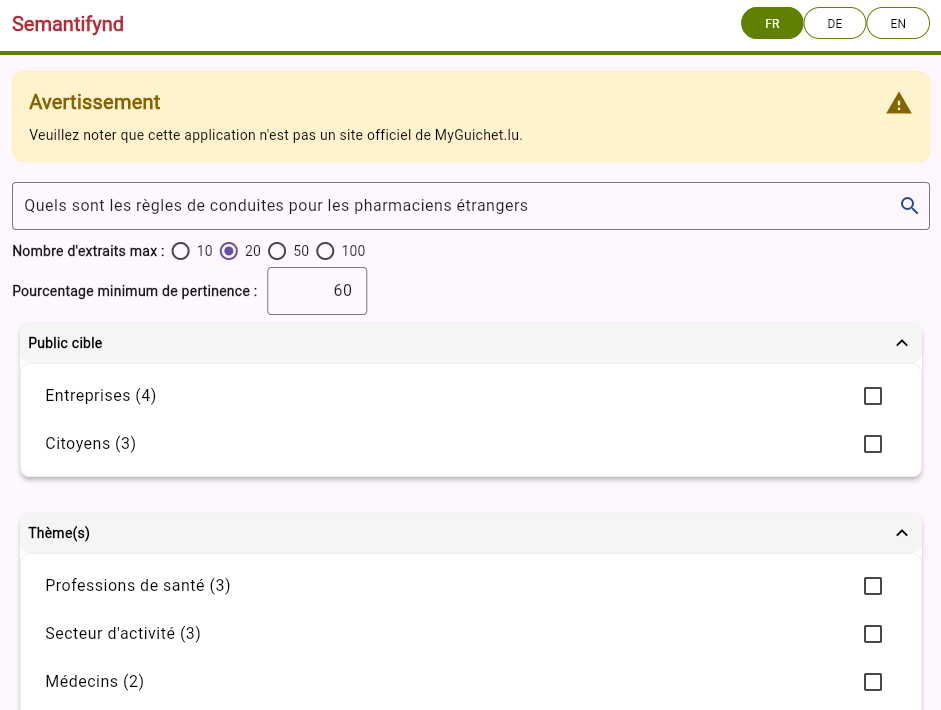 Semantifynd
FR DE EN
Avertissement
Veuillez noter que cette application n'est pas un site officiel de MyGuichet.lu.
Quels sont les règles de conduites pour les pharmaciens étrangers
Nombre d'extraits max : 10 20 50 100
Pourcentage minimum de pertinence : 60
Public cible
Entreprises (4)
Citoyens (3)
Thème(s)
Professions de santé (3)
Secteur d'activité (3)
Médecins (2)